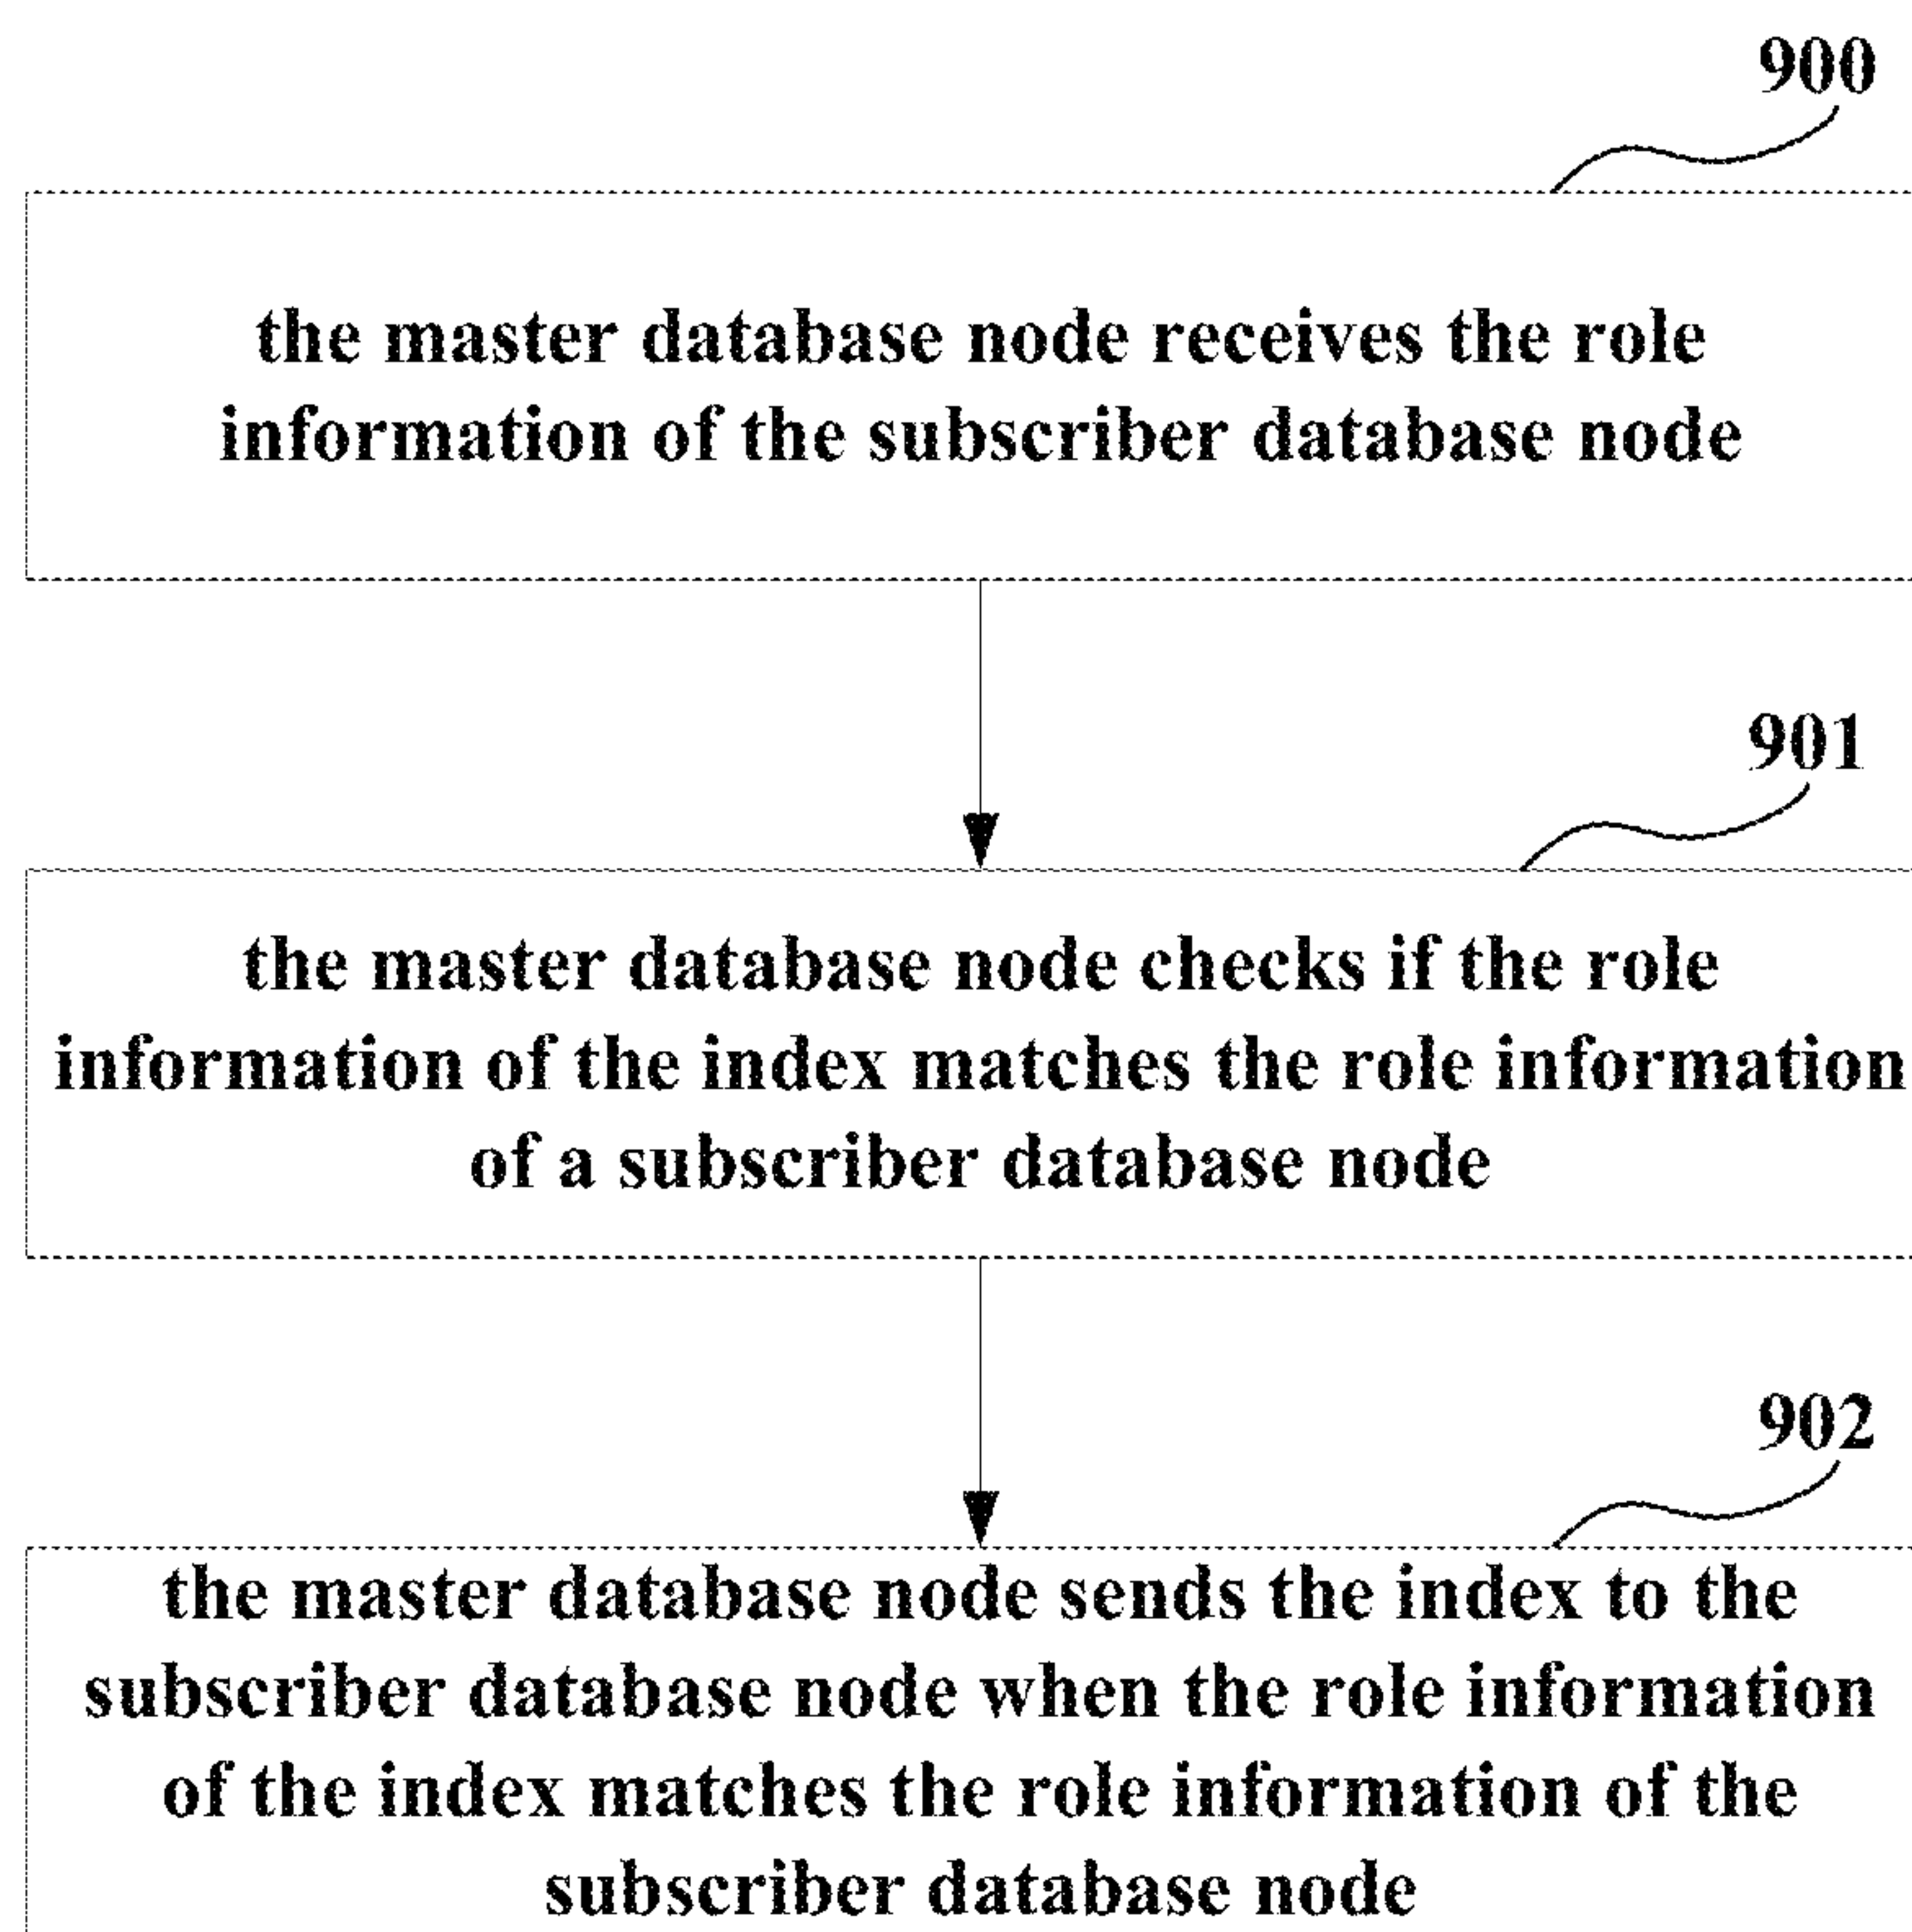 900
the master database node receives the role
information of the subscriber database node
901
the master database node checks if the role
information of the index matches the role information
of a subscriber database node
902
the master database node sends the index to the
subscriber database node when the role information
of the index matches the role information of the
subscriber database node